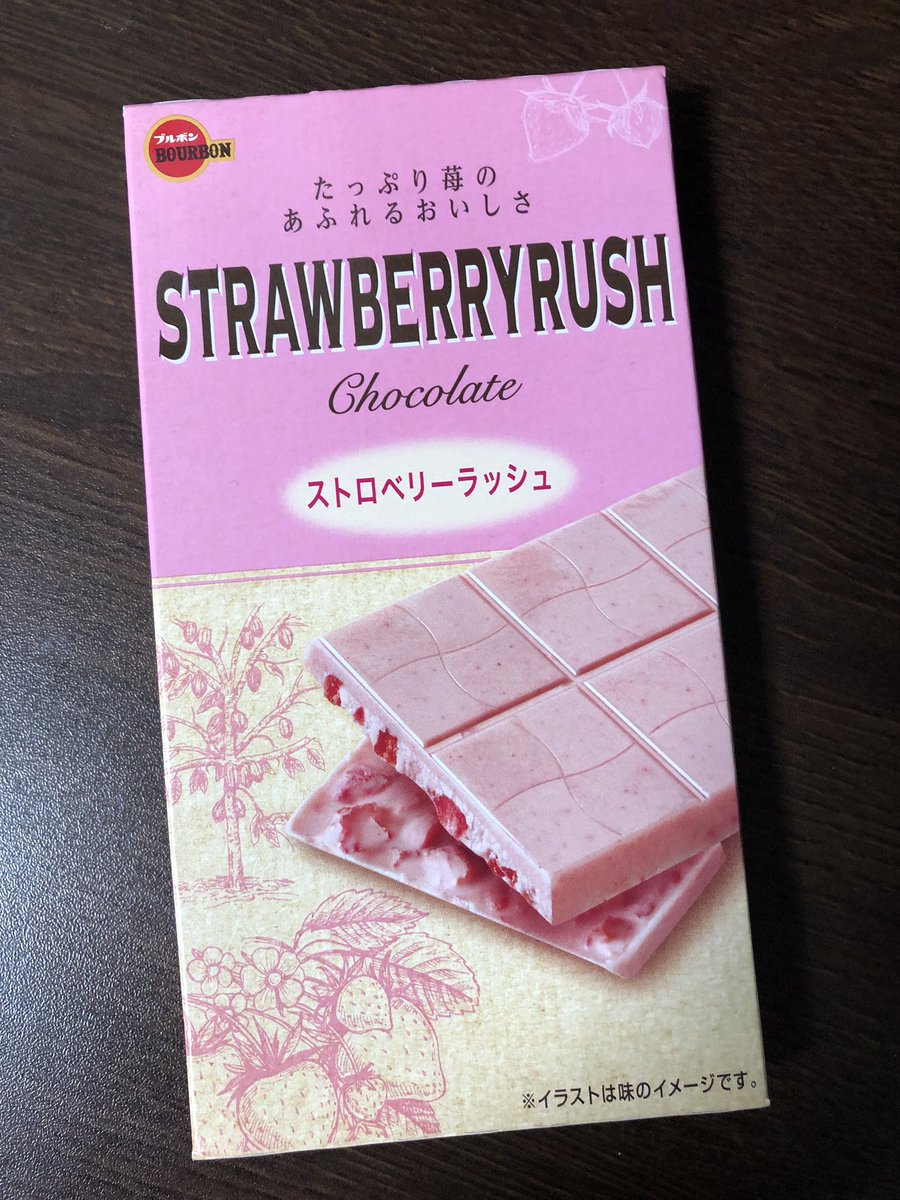 ブルボン
BOURBON
たっぷり苺の
あふれるおいしさ
STRAWBERRYRUSH
Chocolate
ストロベリーラッシュ
※イラストは味のイメージです。